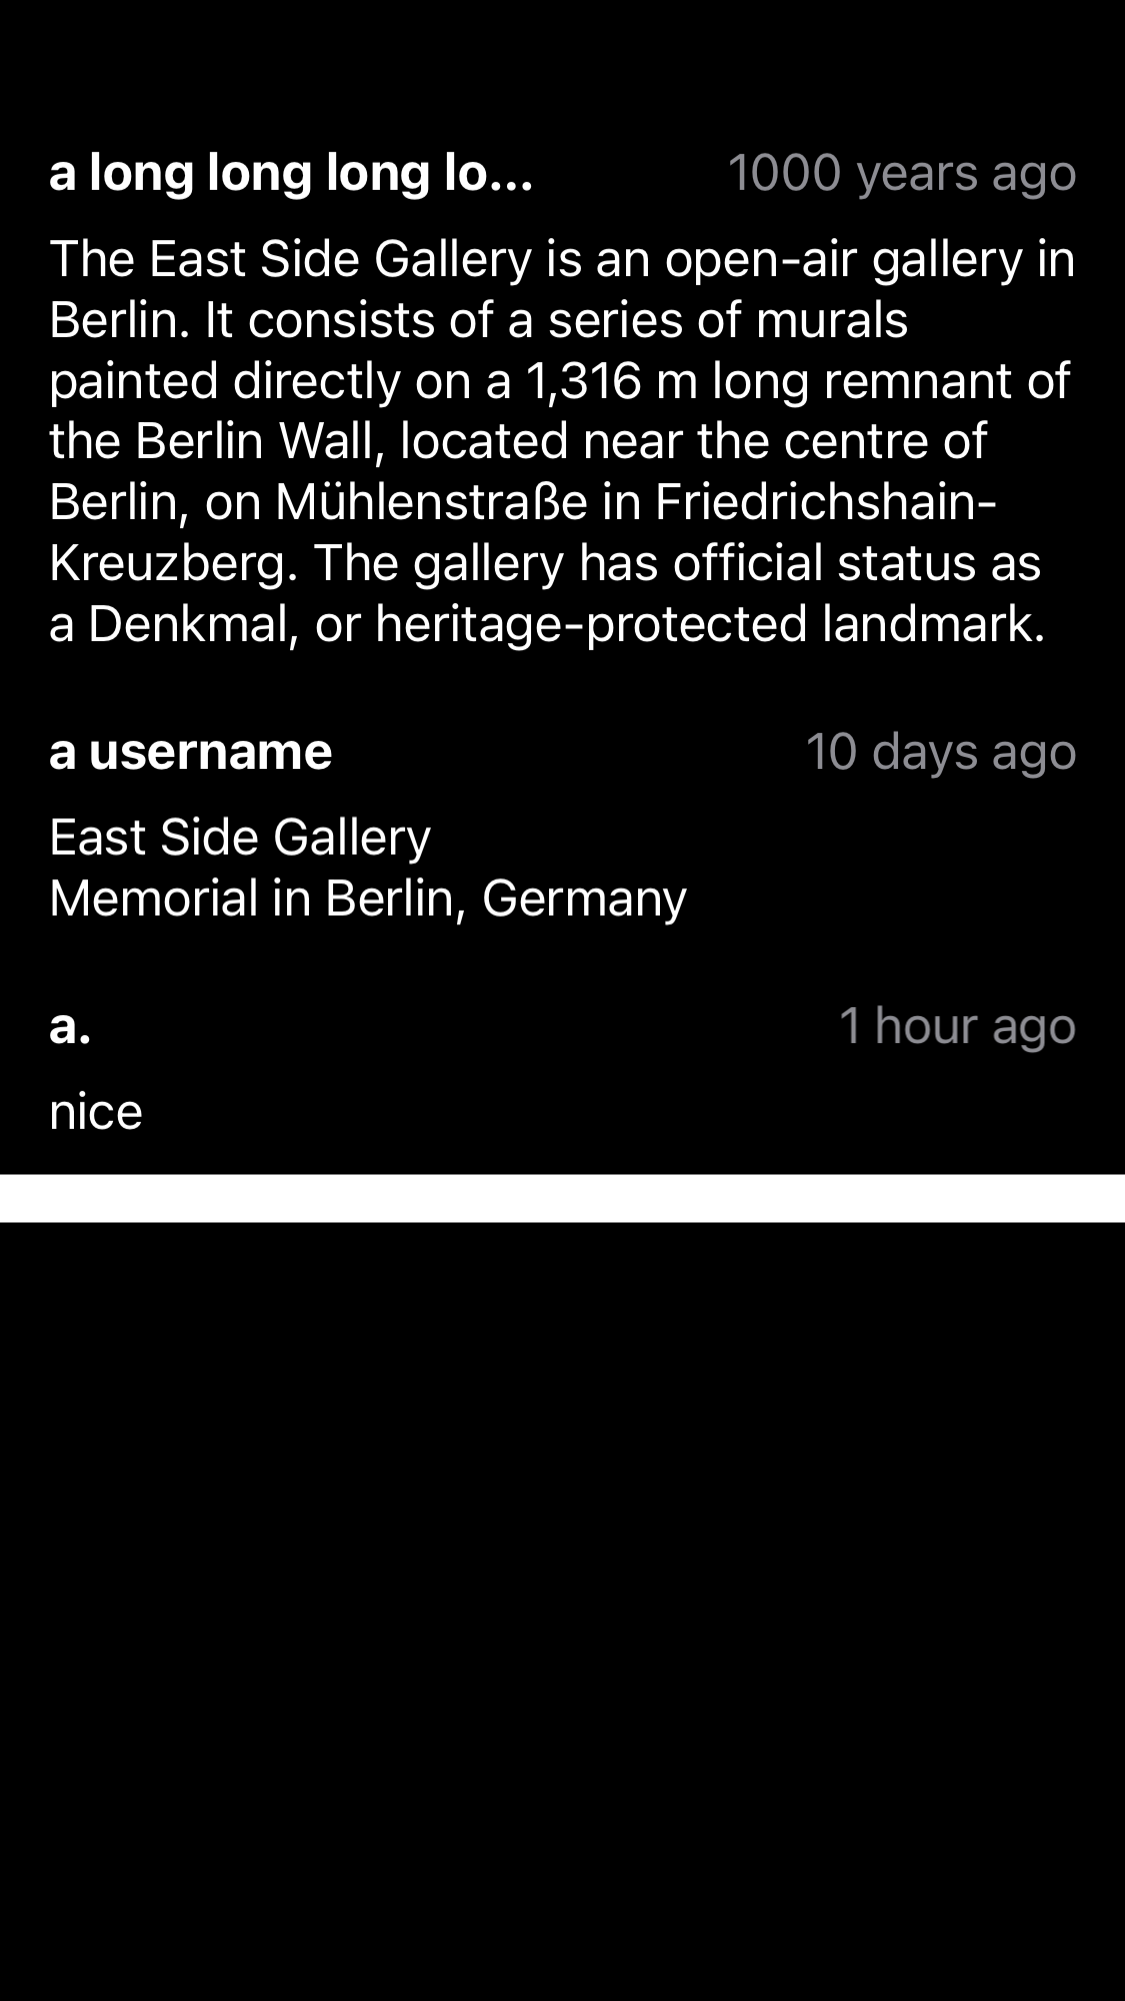 a long long long lo...
1000 years ago
The East Side Gallery is an open-air gallery in
Berlin. It consists of a series of murals
painted directly on a 1,316 m long remnant of
the Berlin Wall, located near the centre of
Berlin, on Mühlenstraße in Friedrichshain-
Kreuzberg. The gallery has official status as
a Denkmal, or heritage-protected landmark.
a username
10 days ago
East Side Gallery
Memorial in Berlin, Germany
a.
1 hour ago
nice